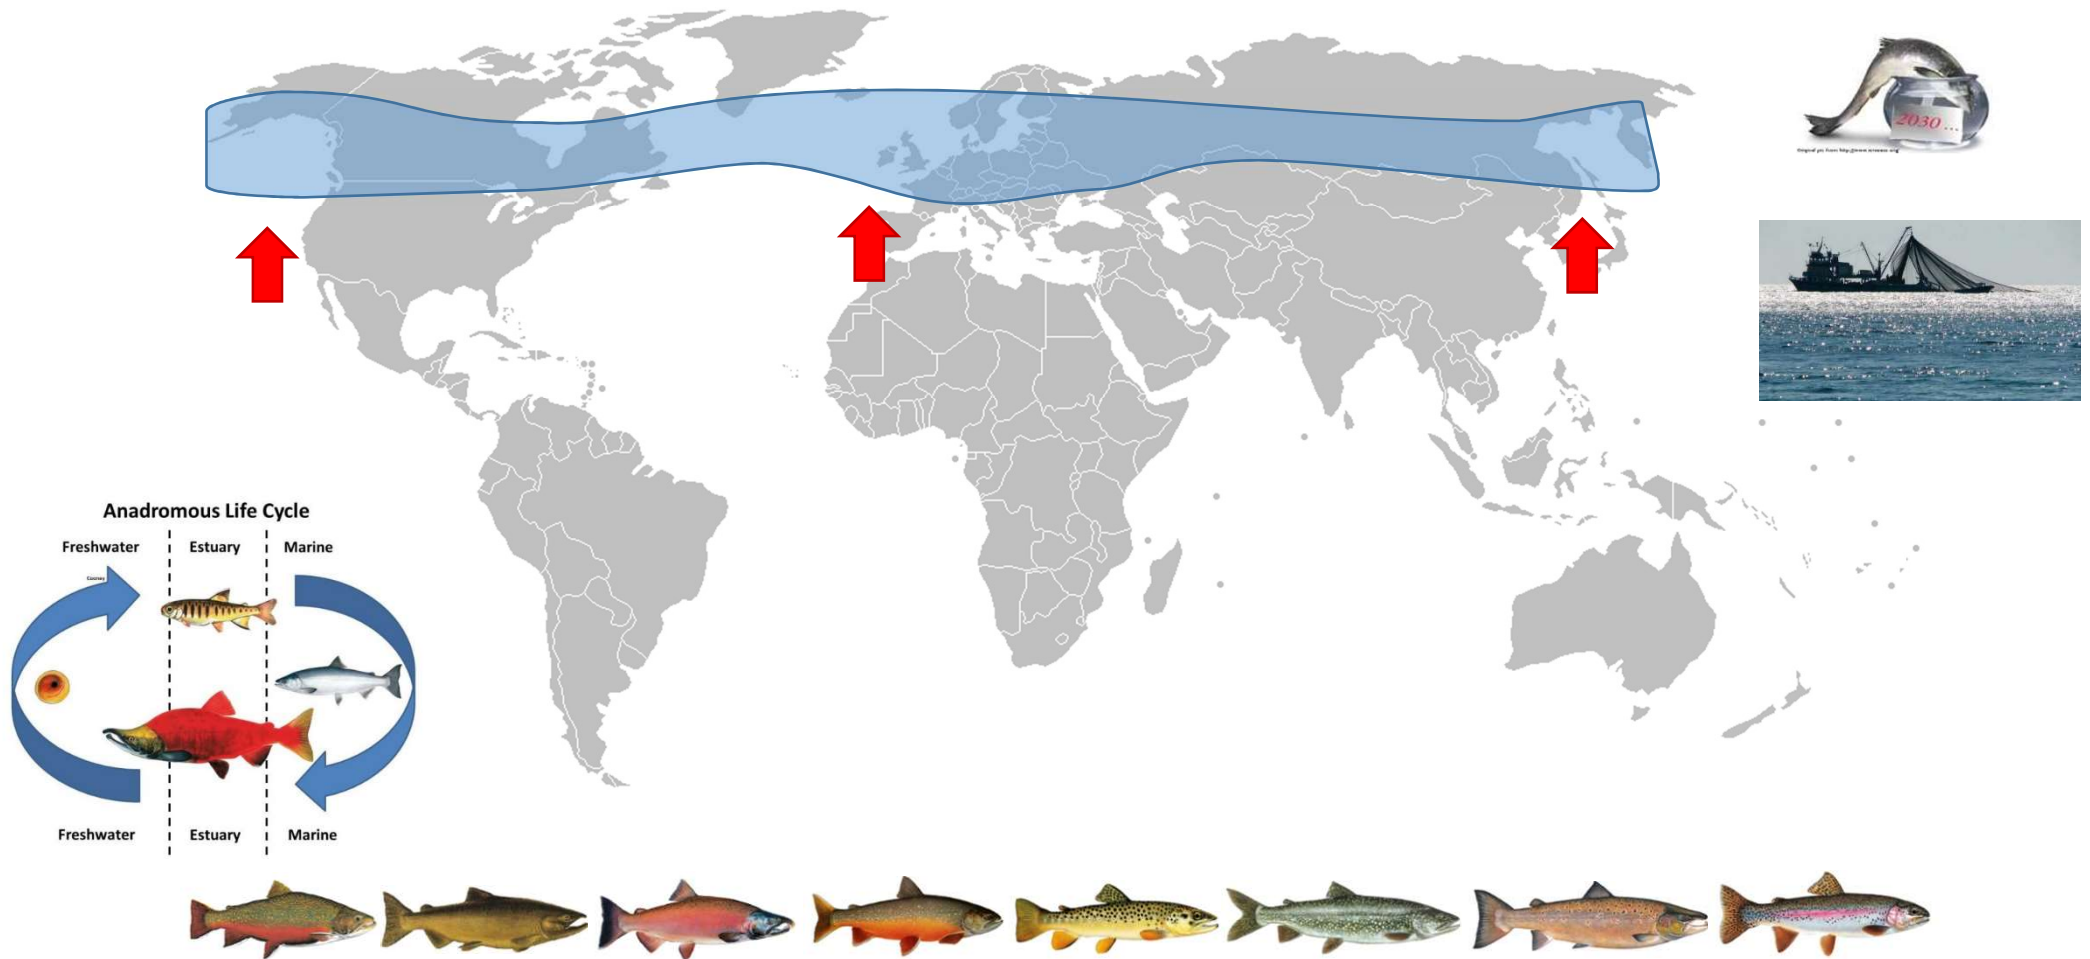 2030 ...
Anadromous Life Cycle
Freshwater Estuary Marine
Freshwater Estuary Marine